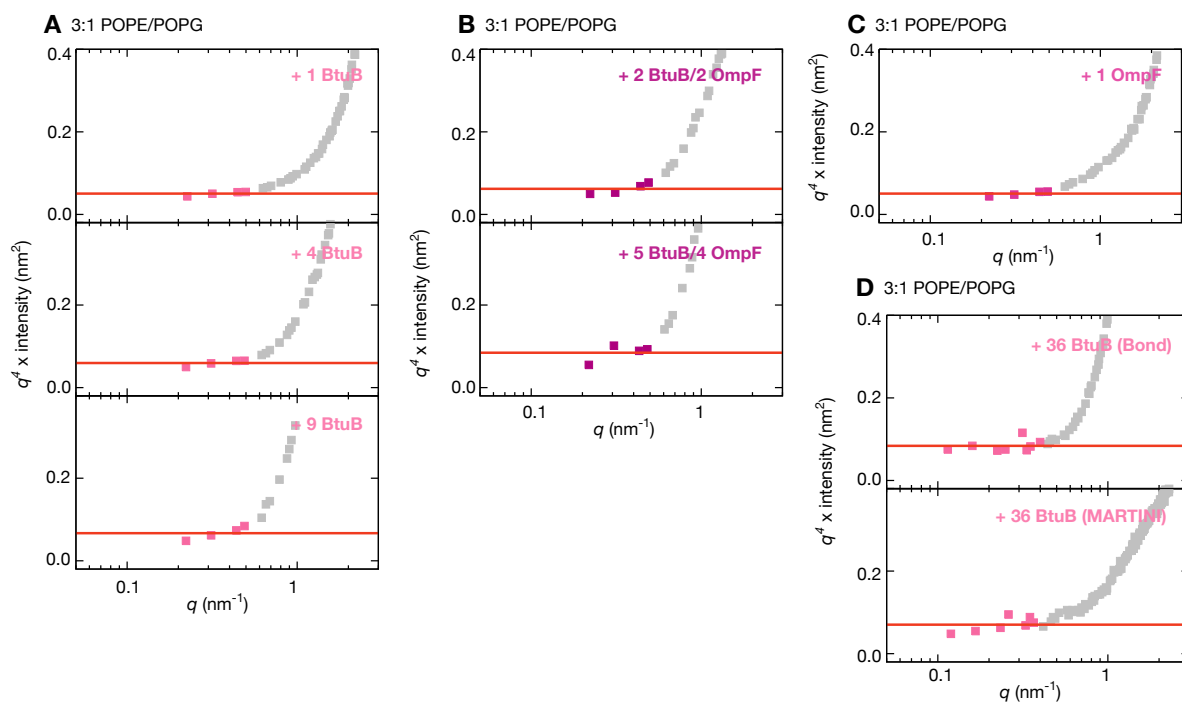 A 3:1 POPE/POPG
+ 1 BtuB
0.4
0.2
0.0
+ 4 BtuB
0.2
0.0
+ 9 BtuB
0.2
0.0
0.1 1
q (nm⁻¹)
q⁴ x intensity (nm²)
B 3:1 POPE/POPG
+ 2 BtuB/2 OmpF
0.4
0.2
0.0
+ 5 BtuB/4 OmpF
0.2
0.0
0.1 1
q (nm⁻¹)
q⁴ x intensity (nm²)
C 3:1 POPE/POPG
+ 1 OmpF
0.4
0.2
0.0
0.1 1
q (nm⁻¹)
q⁴ x intensity (nm²)
D 3:1 POPE/POPG
+ 36 BtuB (Bond)
0.4
0.2
0.0
+ 36 BtuB (MARTINI)
0.2
0.0
0.1 1
q (nm⁻¹)
q⁴ x intensity (nm²)